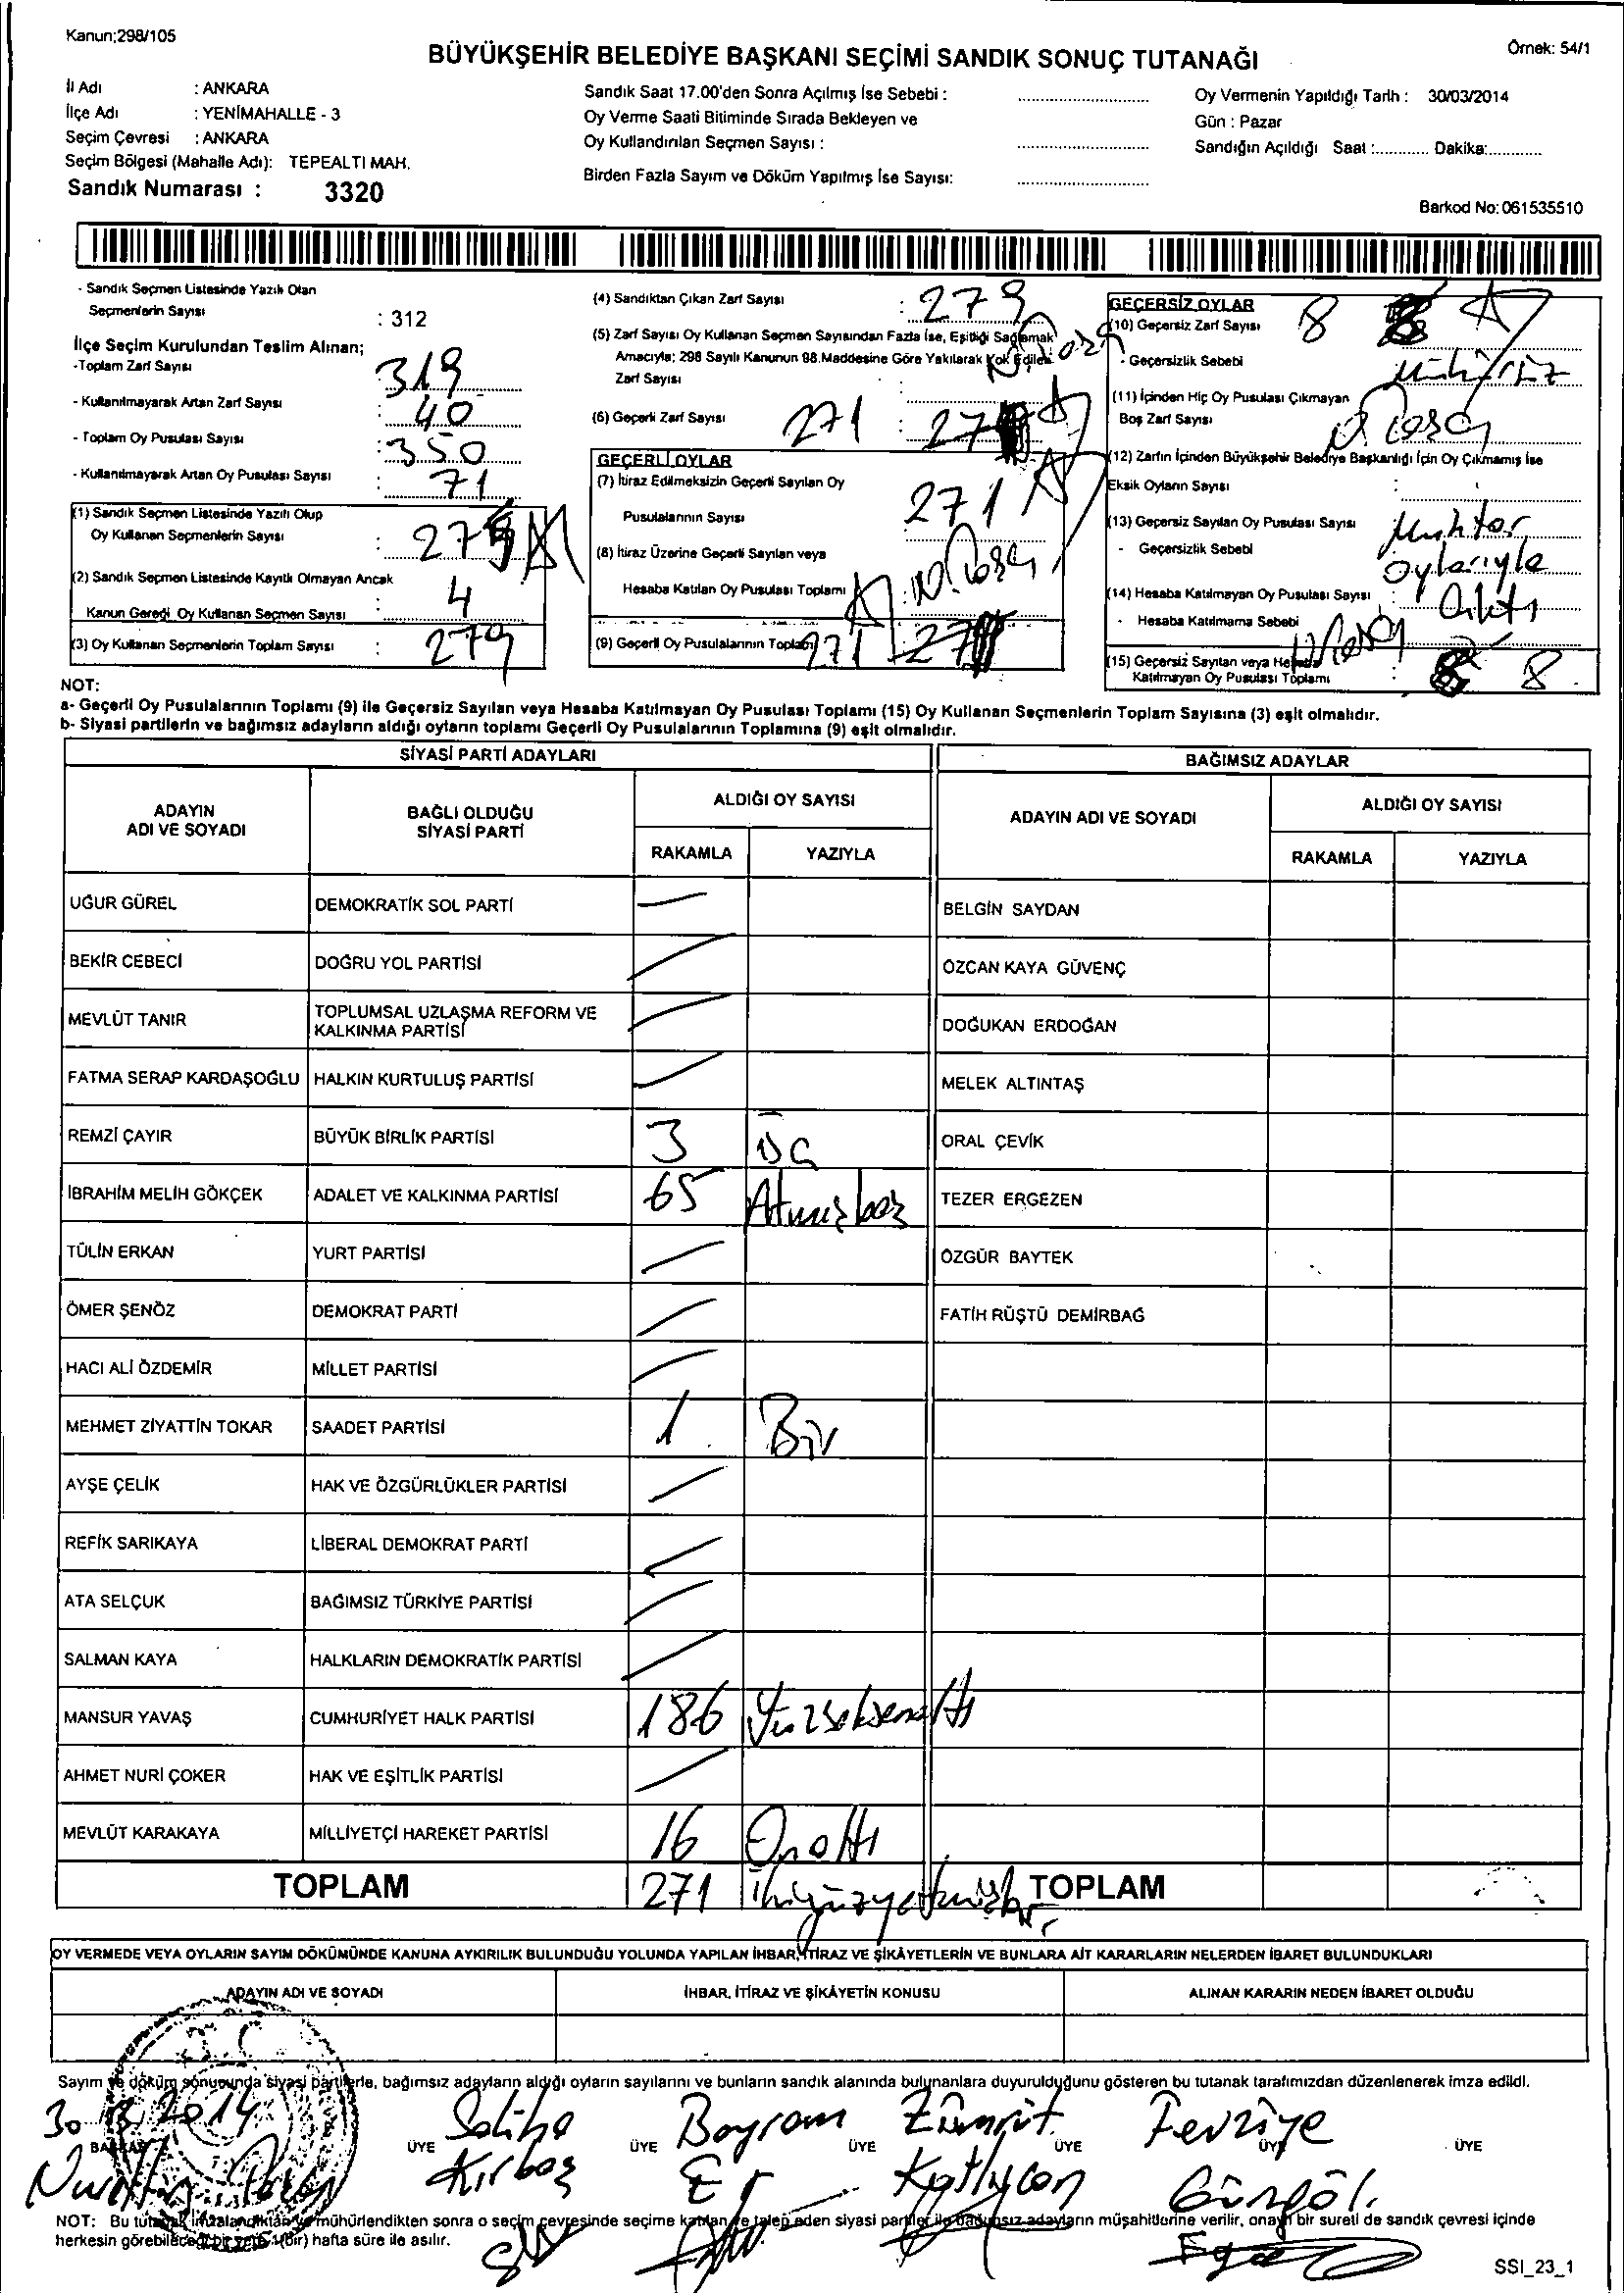 Kanun;298/105
Örnek: 54/1
BÜYÜKŞEHİR BELEDİYE BAŞKANI SEÇİMİ SANDIK SONUÇ TUTANAĞI
İl Adı : ANKARA
İlçe Adı : YENİMAHALLE - 3
Seçim Çevresi : ANKARA
Seçim Bölgesi (Mahalle Adı): TEPEALTI MAH.
Sandık Numarası : 3320
Sandık Saat 17.00'den Sonra Açılmış İse Sebebi :
Oy Verme Saati Bitiminde Sırada Bekleyen ve
Oy Kullandırılan Seçmen Sayısı :
Birden Fazla Sayım ve Döküm Yapılmış İse Sayısı:
Oy Vermenin Yapıldığı Tarih : 30/03/2014
Gün : Pazar
Sandığın Açıldığı Saat :............ Dakika:............
Barkod No: 061535510
- Sandık Seçmen Listesinde Yazılı Olan
Seçmenlerin Sayısı : 312
İlçe Seçim Kurulundan Teslim Alınan;
-Toplam Zarf Sayısı 319
- Kullanılmayarak Artan Zarf Sayısı : 40
- Toplam Oy Pusulası Sayısı : 350
- Kullanılmayarak Artan Oy Pusulası Sayısı : 71
(1) Sandık Seçmen Listesinde Yazılı Olup
Oy Kullanan Seçmenlerin Sayısı : 275
(2) Sandık Seçmen Listesinde Kayıtlı Olmayan Ancak
Kanun Gereği Oy Kullanan Seçmen Sayısı : 4
(3) Oy Kullanan Seçmenlerin Toplam Sayısı : 279
(4) Sandıktan Çıkan Zarf Sayısı : 279
(5) Zarf Sayısı Oy Kullanan Seçmen Sayısından Fazla İse, Eşitliği Sağlamak
Amacıyla; 298 Sayılı Kanunun 98.Maddesine Göre Yakılarak Yok Edilen
Zarf Sayısı :
(6) Geçerli Zarf Sayısı 271 :
GEÇERLİ OYLAR
(7) İtiraz Edilmeksizin Geçerli Sayılan Oy
Pusulalarının Sayısı 271
(8) İtiraz Üzerine Geçerli Sayılan veya
Hesaba Katılan Oy Pusulası Toplamı :
(9) Geçerli Oy Pusulalarının Toplamı 271
GEÇERSİZ OYLAR
(10) Geçersiz Zarf Sayısı 8
- Geçersizlik Sebebi Mühürsüz
(11) İçinden Hiç Oy Pusulası Çıkmayan
Boş Zarf Sayısı
(12) Zarfın İçinden Büyükşehir Belediye Başkanlığı İçin Oy Çıkmamış İse
Eksik Oyların Sayısı :
(13) Geçersiz Sayılan Oy Pusulası Sayısı Muhtar
- Geçersizlik Sebebi oylarıyla
(14) Hesaba Katılmayan Oy Pusulası Sayısı : Çıktı
- Hesaba Katılmama Sebebi
(15) Geçersiz Sayılan veya Hesaba
Katılmayan Oy Pusulası Toplamı : 8
NOT:
a- Geçerli Oy Pusulalarının Toplamı (9) ile Geçersiz Sayılan veya Hesaba Katılmayan Oy Pusulası Toplamı (15) Oy Kullanan Seçmenlerin Toplam Sayısına (3) eşit olmalıdır.
b- Siyasi partilerin ve bağımsız adayların aldığı oyların toplamı Geçerli Oy Pusulalarının Toplamına (9) eşit olmalıdır.
SİYASİ PARTİ ADAYLARI
BAĞIMSIZ ADAYLAR
ADAYIN ADI VE SOYADI
BAĞLI OLDUĞU SİYASİ PARTİ
ALDIĞI OY SAYISI
RAKAMLA YAZIYLA
ADAYIN ADI VE SOYADI
ALDIĞI OY SAYISI
RAKAMLA YAZIYLA
UĞUR GÜREL DEMOKRATİK SOL PARTİ — BELGİN SAYDAN
BEKİR CEBECİ DOĞRU YOL PARTİSİ / ÖZCAN KAYA GÜVENÇ
MEVLÜT TANIR TOPLUMSAL UZLAŞMA REFORM VE KALKINMA PARTİSİ / DOĞUKAN ERDOĞAN
FATMA SERAP KARDAŞOĞLU HALKIN KURTULUŞ PARTİSİ / MELEK ALTINTAŞ
REMZİ ÇAYIR BÜYÜK BİRLİK PARTİSİ 3 Üç ORAL ÇEVİK
İBRAHİM MELİH GÖKÇEK ADALET VE KALKINMA PARTİSİ 65 Atmışbeş TEZER ERGEZEN
TÜLİN ERKAN YURT PARTİSİ / ÖZGÜR BAYTEK
ÖMER ŞENÖZ DEMOKRAT PARTİ / FATİH RÜŞTÜ DEMİRBAĞ
HACI ALİ ÖZDEMİR MİLLET PARTİSİ /
MEHMET ZİYATTİN TOKAR SAADET PARTİSİ 1 Bir
AYŞE ÇELİK HAK VE ÖZGÜRLÜKLER PARTİSİ /
REFİK SARIKAYA LİBERAL DEMOKRAT PARTİ /
ATA SELÇUK BAĞIMSIZ TÜRKİYE PARTİSİ /
SALMAN KAYA HALKLARIN DEMOKRATİK PARTİSİ /
MANSUR YAVAŞ CUMHURİYET HALK PARTİSİ 186 Yüzseksenaltı
AHMET NURİ ÇOKER HAK VE EŞİTLİK PARTİSİ /
MEVLÜT KARAKAYA MİLLİYETÇİ HAREKET PARTİSİ 16 Onaltı
TOPLAM 271 İkiyüzyetmişbir TOPLAM
OY VERMEDE VEYA OYLARIN SAYIM DÖKÜMÜNDE KANUNA AYKIRILIK BULUNDUĞU YOLUNDA YAPILAN İHBAR, İTİRAZ VE ŞİKÂYETLERİN VE BUNLARA AİT KARARLARIN NELERDEN İBARET BULUNDUKLARI
ADAYIN ADI VE SOYADI İHBAR, İTİRAZ VE ŞİKÂYETİN KONUSU ALINAN KARARIN NEDEN İBARET OLDUĞU
Sayım ve döküm sonucunda siyasi partilerle, bağımsız adayların aldığı oyların sayılarını ve bunların sandık alanında bulunanlara duyurulduğunu gösteren bu tutanak tarafımızdan düzenlenerek imza edildi.
30 2014
BAŞKAN ÜYE ÜYE ÜYE ÜYE ÜYE ÜYE
Saliha Bayram Zümrüt Fevziye
Kırbaş Er
NOT: Bu tutanak imzalandıktan ve mühürlendikten sonra o seçim çevresinde seçime katılan ve talep eden siyasi partiler ile bağımsız adayların müşahitlerine verilir, onaylı bir sureti de sandık çevresi içinde
herkesin görebileceği bir yere 1(bir) hafta süre ile asılır.
SSI_23_1